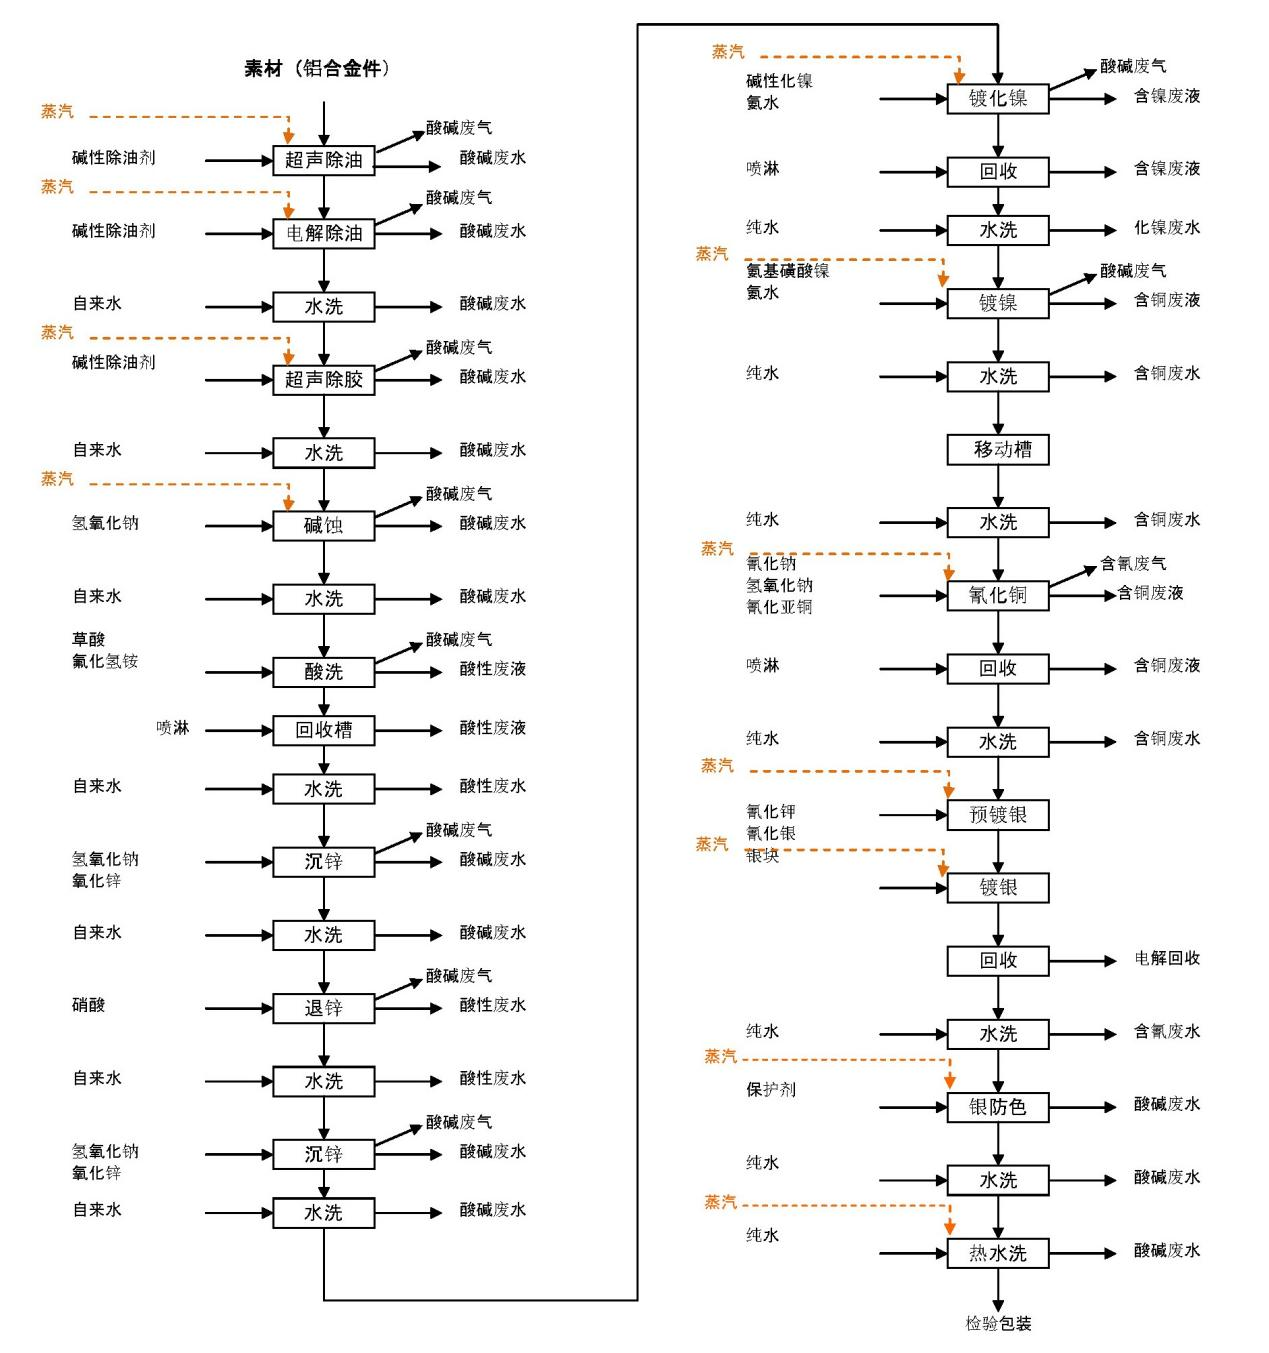 素材（铝合金件）
蒸汽
酸碱废气
碱性除油剂
超声除油
酸碱废水
蒸汽
酸碱废气
碱性除油剂
电解除油
酸碱废水
自来水
水洗
酸碱废水
蒸汽
酸碱废气
碱性除油剂
超声除胶
酸碱废水
自来水
水洗
酸碱废水
蒸汽
酸碱废气
氢氧化钠
碱蚀
酸碱废水
自来水
水洗
酸碱废水
草酸
氟化氢铵
酸碱废气
酸洗
酸性废液
喷淋
回收槽
酸性废液
自来水
水洗
酸性废水
酸碱废气
氢氧化钠
氧化锌
沉锌
酸碱废水
自来水
水洗
酸碱废水
酸碱废气
硝酸
退锌
酸性废水
自来水
水洗
酸性废水
酸碱废气
氢氧化钠
氧化锌
沉锌
酸碱废水
自来水
水洗
酸碱废水
蒸汽
酸碱废气
碱性化镍
氨水
镀化镍
含镍废液
喷淋
回收
含镍废液
纯水
水洗
化镍废水
蒸汽
酸碱废气
氨基磺酸镍
氨水
镀镍
含铜废液
纯水
水洗
含铜废水
移动槽
纯水
水洗
含铜废水
蒸汽
含氰废气
氰化钠
氢氧化钠
氰化亚铜
氰化铜
含铜废液
喷淋
回收
含铜废液
纯水
水洗
含铜废水
蒸汽
氰化钾
氰化银
银块
预镀银
蒸汽
镀银
回收
电解回收
纯水
水洗
含氰废水
蒸汽
保护剂
银防色
酸碱废水
纯水
水洗
酸碱废水
蒸汽
纯水
热水洗
酸碱废水
检验包装